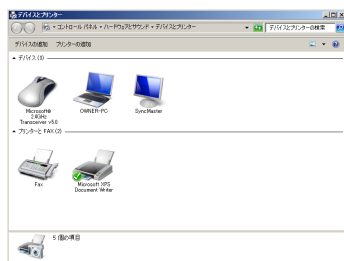 デバイスとプリンター
コントロール パネル ▸ ハードウェアとサウンド ▸ デバイスとプリンター
デバイスとプリンターの検索
デバイスの追加 プリンターの追加
デバイス (3)
Microsoft®
2.4GHz
Transceiver v5.0
OWNER-PC
SyncMaster
プリンターと FAX (2)
Fax
Microsoft XPS
Document Writer
5 個の項目